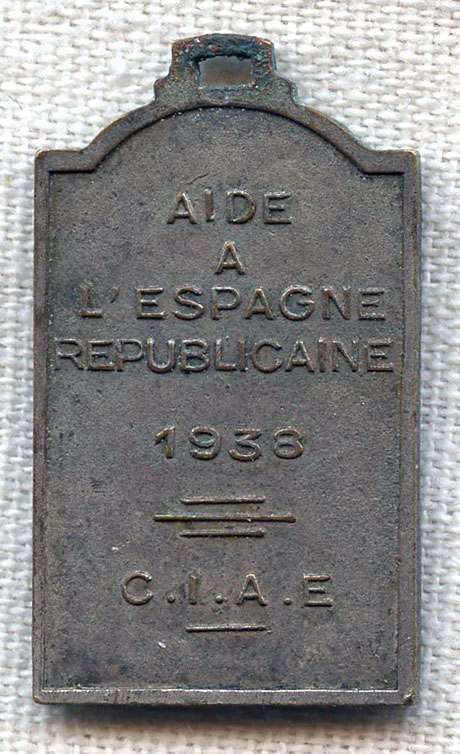 AIDE
A
L'ESPAGNE
REPUBLICAINE
1938
C.I.A.E